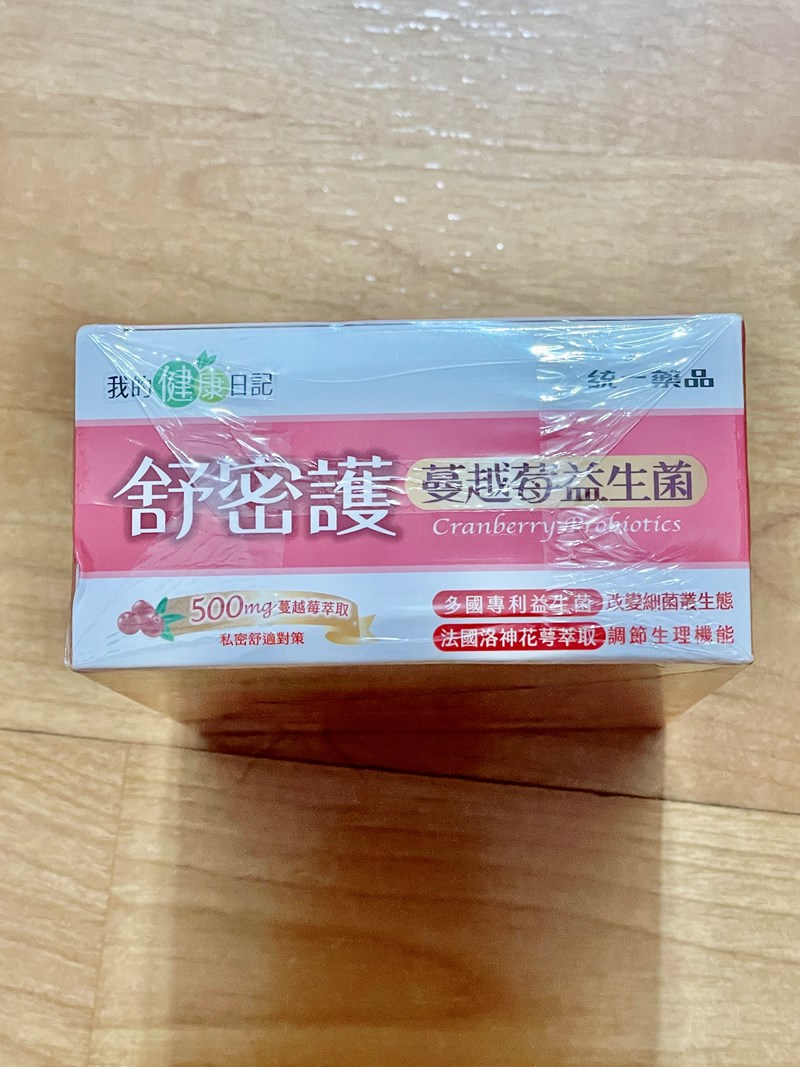 我的健康日記
統一藥品
舒密護 蔓越莓益生菌
Cranberry Probiotics
500mg 蔓越莓萃取
私密舒適對策
多國專利益生菌 改變細菌叢生態
法國洛神花萼萃取 調節生理機能